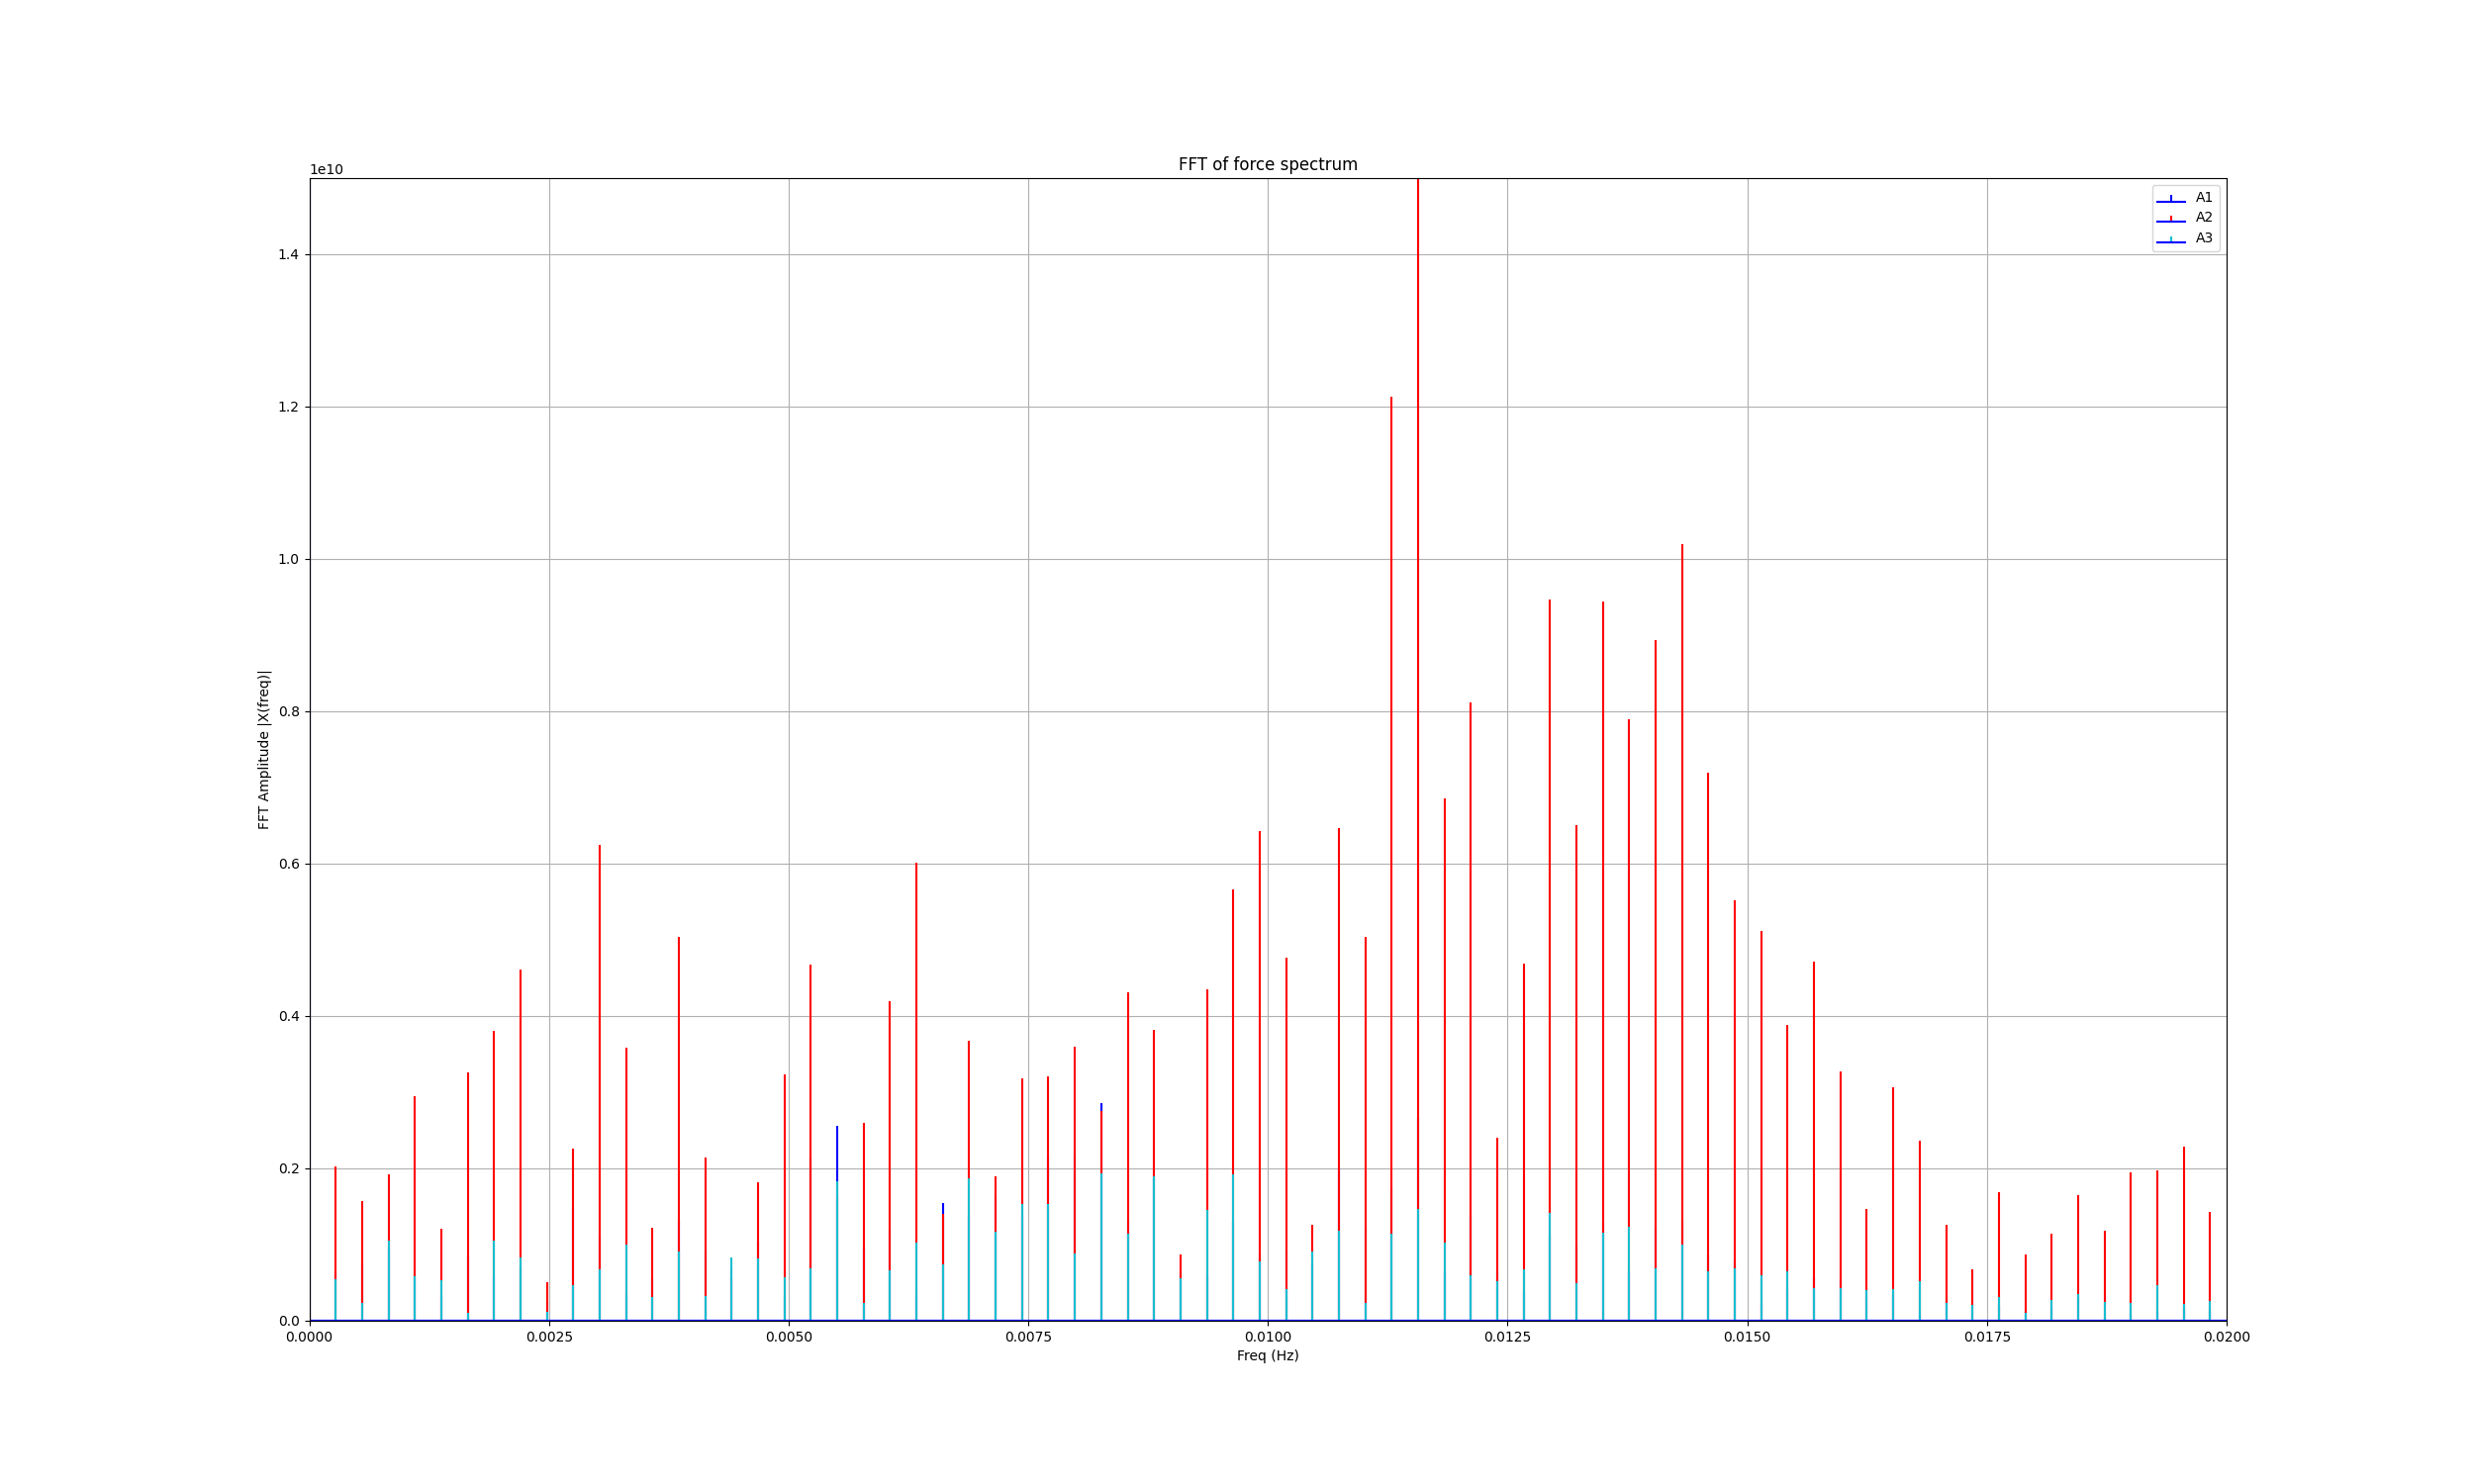 FFT of force spectrum
1e10
A1
A2
A3
1.4
1.2
1.0
0.8
0.6
0.4
0.2
0.0
FFT Amplitude |X(freq)|
0.0000 0.0025 0.0050 0.0075 0.0100 0.0125 0.0150 0.0175 0.0200
Freq (Hz)